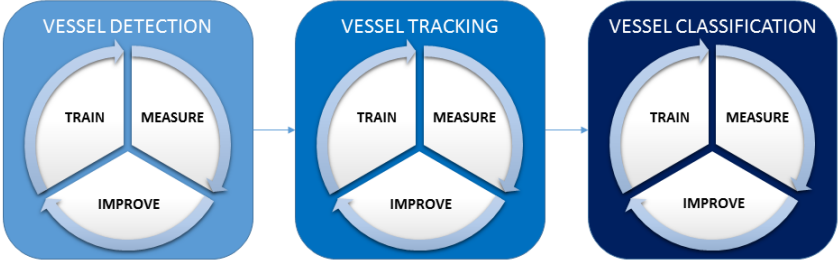 VESSEL DETECTION
TRAIN
MEASURE
IMPROVE
VESSEL TRACKING
TRAIN
MEASURE
IMPROVE
VESSEL CLASSIFICATION
TRAIN
MEASURE
IMPROVE